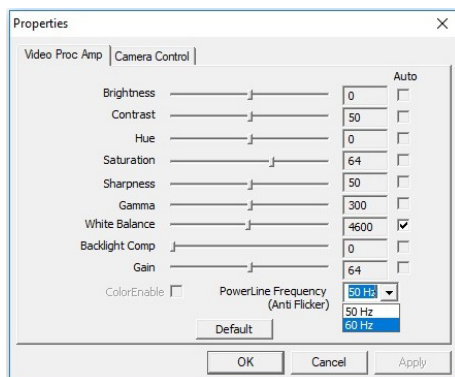 Properties
Video Proc Amp Camera Control
Auto
Brightness 0
Contrast 50
Hue 0
Saturation 64
Sharpness 50
Gamma 300
White Balance 4600
Backlight Comp 0
Gain 64
ColorEnable PowerLine Frequency 50 Hz
(Anti Flicker)
50 Hz
60 Hz
Default
OK Cancel Apply